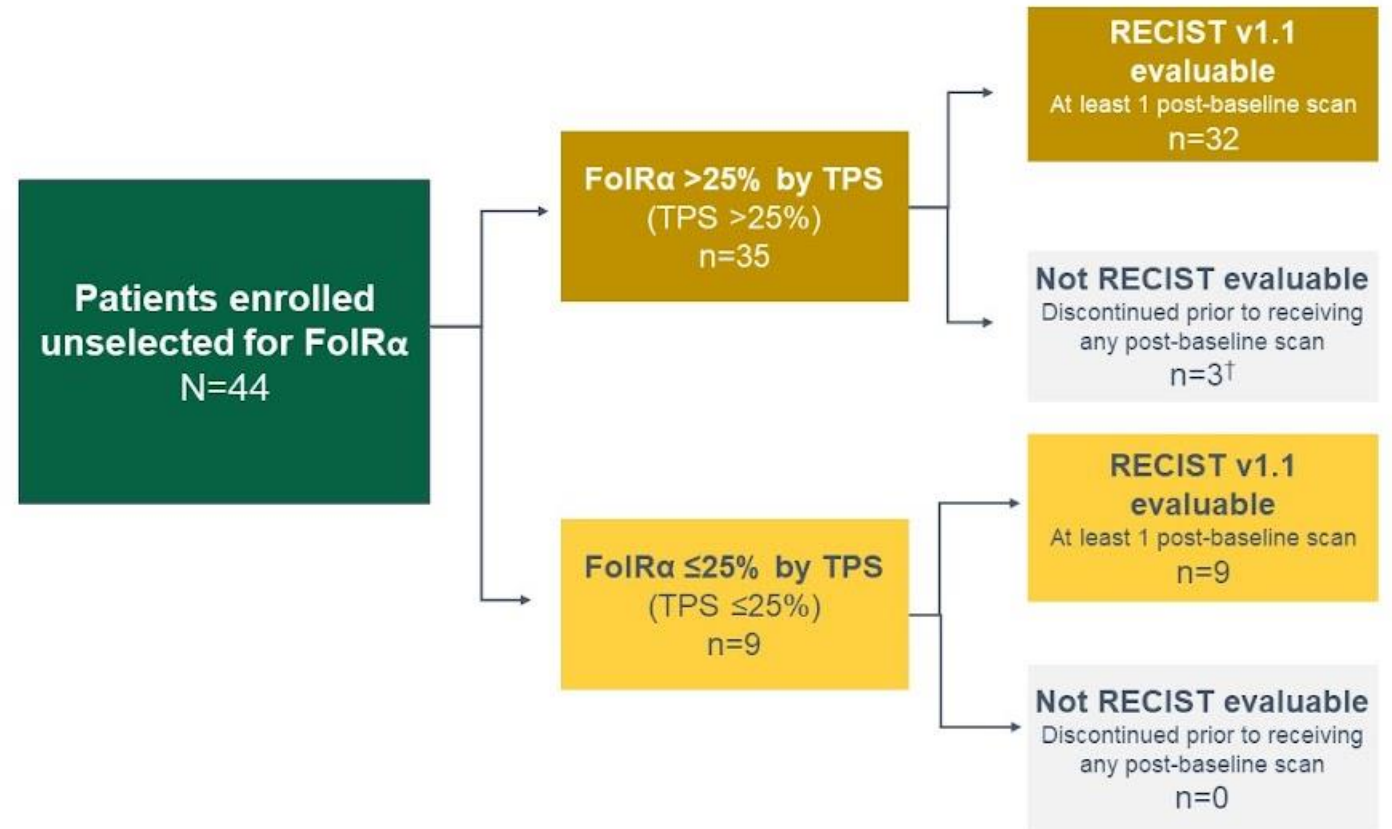 Patients enrolled
unselected for FolRα
N=44
FolRα >25% by TPS
(TPS >25%)
n=35
RECIST v1.1
evaluable
At least 1 post-baseline scan
n=32
Not RECIST evaluable
Discontinued prior to receiving
any post-baseline scan
n=3†
FolRα ≤25% by TPS
(TPS ≤25%)
n=9
RECIST v1.1
evaluable
At least 1 post-baseline scan
n=9
Not RECIST evaluable
Discontinued prior to receiving
any post-baseline scan
n=0